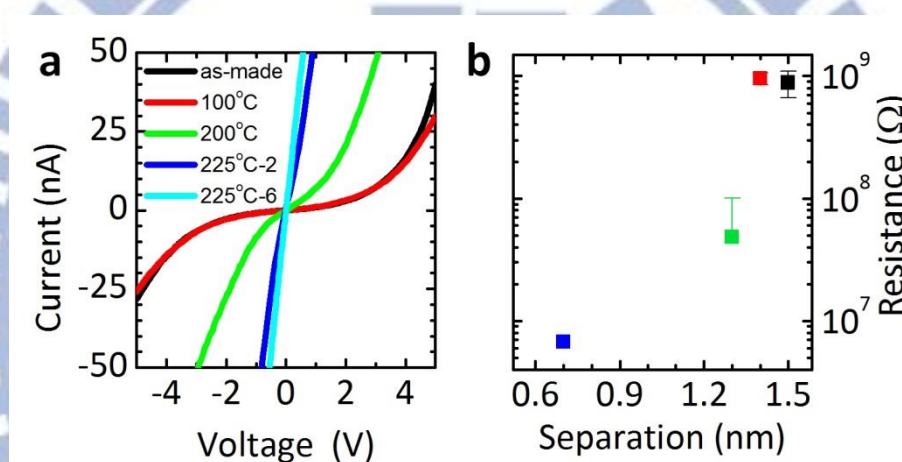 a
50
25
0
-25
-50
Current (nA)
as-made
100°C
200°C
225°C-2
225°C-6
-4 -2 0 2 4
Voltage (V)
b
10⁹
10⁸
10⁷
Resistance (Ω)
0.6 0.9 1.2 1.5
Separation (nm)